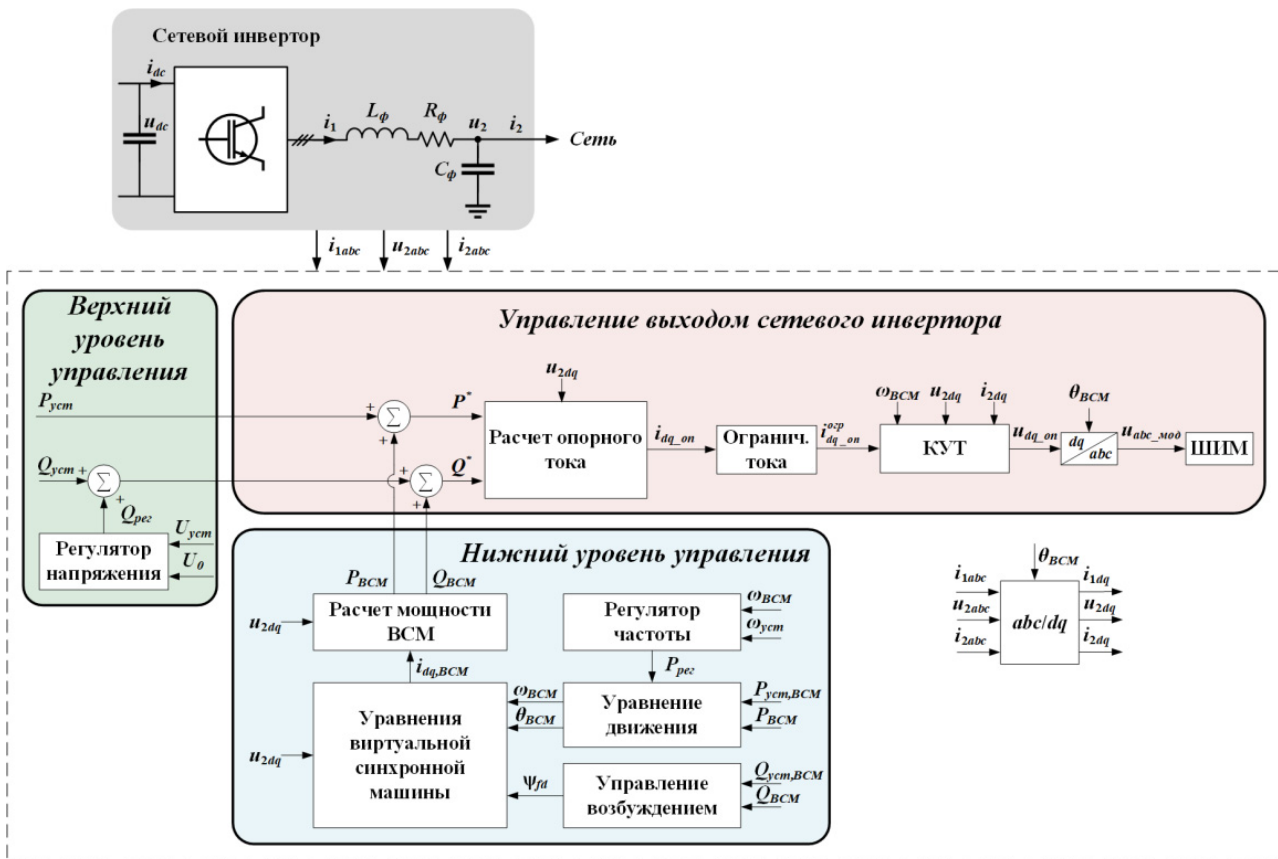 Сетевой инвертор
i_dc
u_dc
i_1
L_ф
R_ф
u_2
i_2
Сеть
C_ф
i_1abc
u_2abc
i_2abc
Верхний
уровень
управления
P_уст
Q_уст
+
Σ
+
Q_рег
U_уст
Регулятор
напряжения
U_0
Управление выходом сетевого инвертора
+
Σ
+
P*
+
Σ
+
Q*
u_2dq
Расчет опорного
тока
i_dq_оп
Огранич.
тока
i_dq_оп^огр
ω_ВСМ
u_2dq
i_2dq
КУТ
u_dq_оп
θ_ВСМ
dq
abc
u_abc_мод
ШИМ
Нижний уровень управления
P_ВСМ
Q_ВСМ
u_2dq
Расчет мощности
ВСМ
i_dq,ВСМ
Регулятор
частоты
ω_ВСМ
ω_уст
P_рег
u_2dq
Уравнения
виртуальной
синхронной
машины
ω_ВСМ
θ_ВСМ
Уравнение
движения
P_уст,ВСМ
P_ВСМ
Ψ_fd
Управление
возбуждением
Q_уст,ВСМ
Q_ВСМ
θ_ВСМ
i_1abc
u_2abc
i_2abc
abc/dq
i_1dq
u_2dq
i_2dq